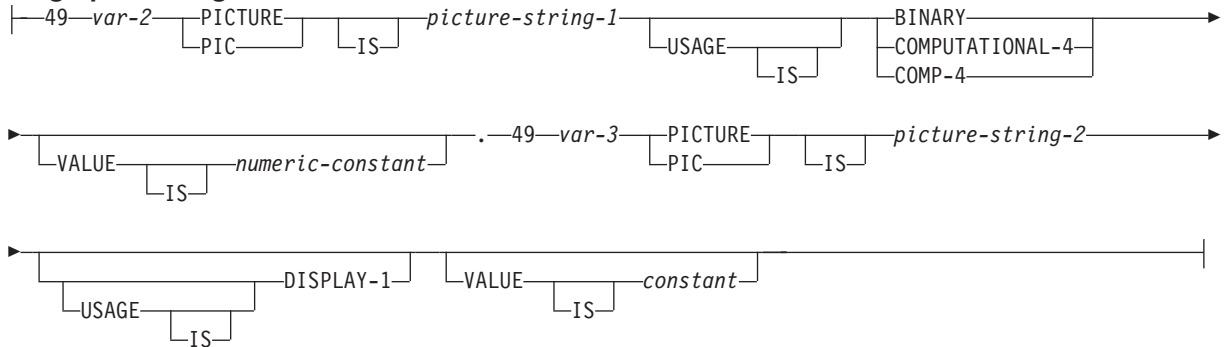 49 var-2 PICTURE picture-string-1 BINARY
PIC IS USAGE COMPUTATIONAL-4
IS COMP-4
. 49 var-3 PICTURE picture-string-2
VALUE numeric-constant PIC IS
IS
DISPLAY-1 VALUE constant
USAGE IS
IS